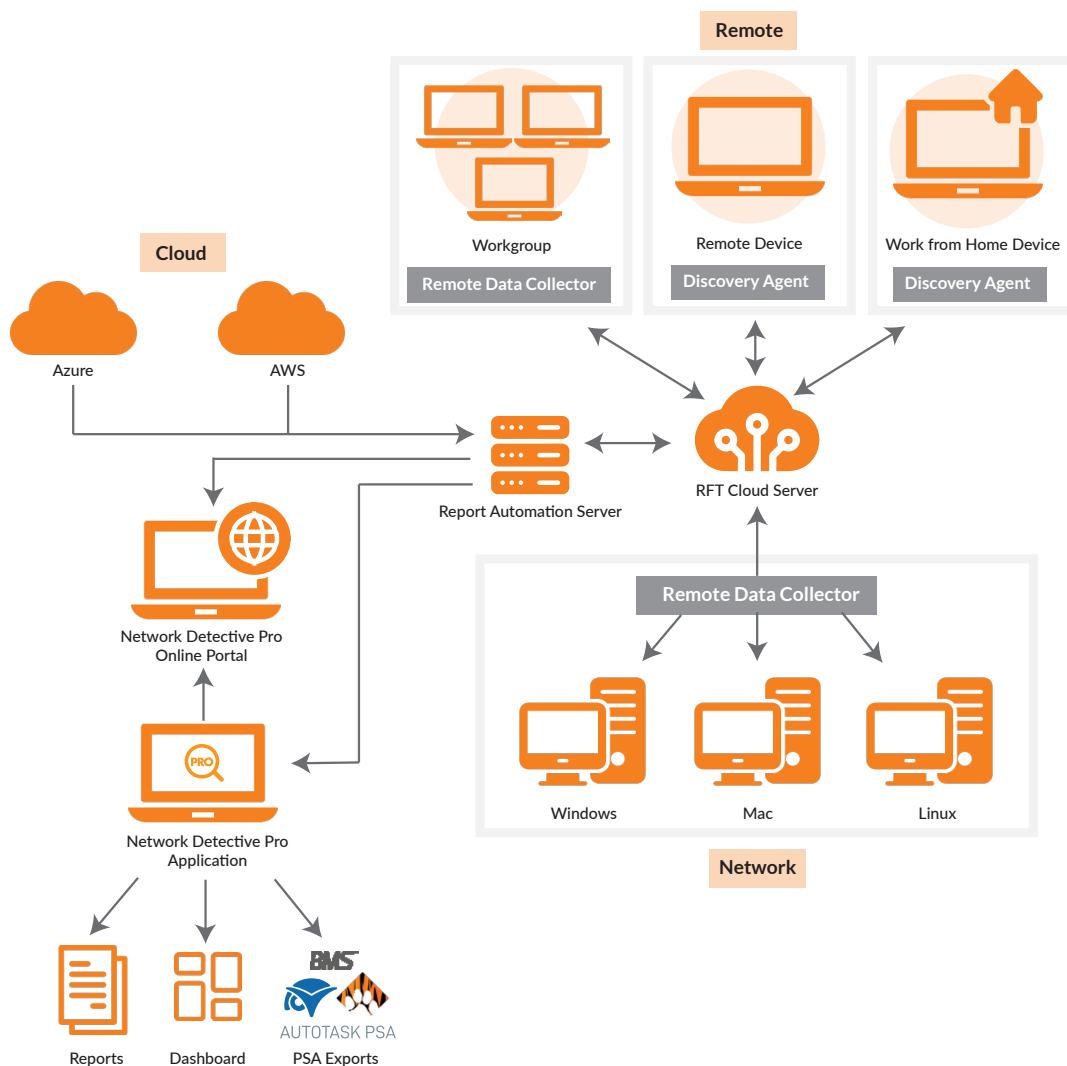 Remote
Workgroup
Remote Data Collector
Remote Device
Discovery Agent
Work from Home Device
Discovery Agent
Cloud
Azure
AWS
Report Automation Server
RFT Cloud Server
Network Detective Pro
Online Portal
Remote Data Collector
Windows
Mac
Linux
Network
PRO
Network Detective Pro
Application
BMS
AUTOTASK PSA
Reports
Dashboard
PSA Exports